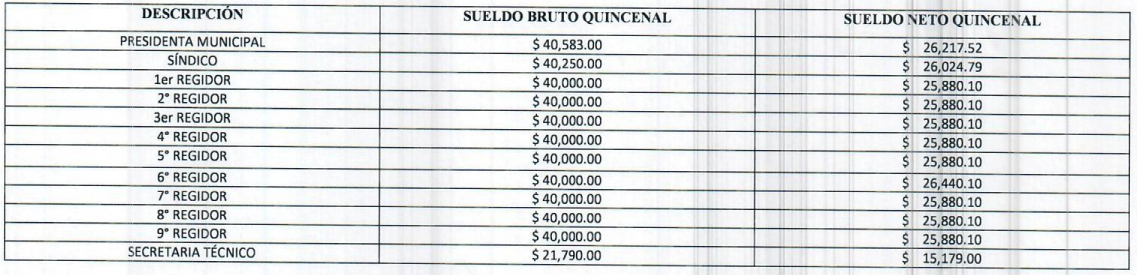 DESCRIPCIÓN SUELDO BRUTO QUINCENAL SUELDO NETO QUINCENAL
PRESIDENTA MUNICIPAL $ 40,583.00 $ 26,217.52
SÍNDICO $ 40,250.00 $ 26,024.79
1er REGIDOR $ 40,000.00 $ 25,880.10
2° REGIDOR $ 40,000.00 $ 25,880.10
3er REGIDOR $ 40,000.00 $ 25,880.10
4° REGIDOR $ 40,000.00 $ 25,880.10
5° REGIDOR $ 40,000.00 $ 25,880.10
6° REGIDOR $ 40,000.00 $ 26,440.10
7° REGIDOR $ 40,000.00 $ 25,880.10
8° REGIDOR $ 40,000.00 $ 25,880.10
9° REGIDOR $ 40,000.00 $ 25,880.10
SECRETARIA TÉCNICO $ 21,790.00 $ 15,179.00